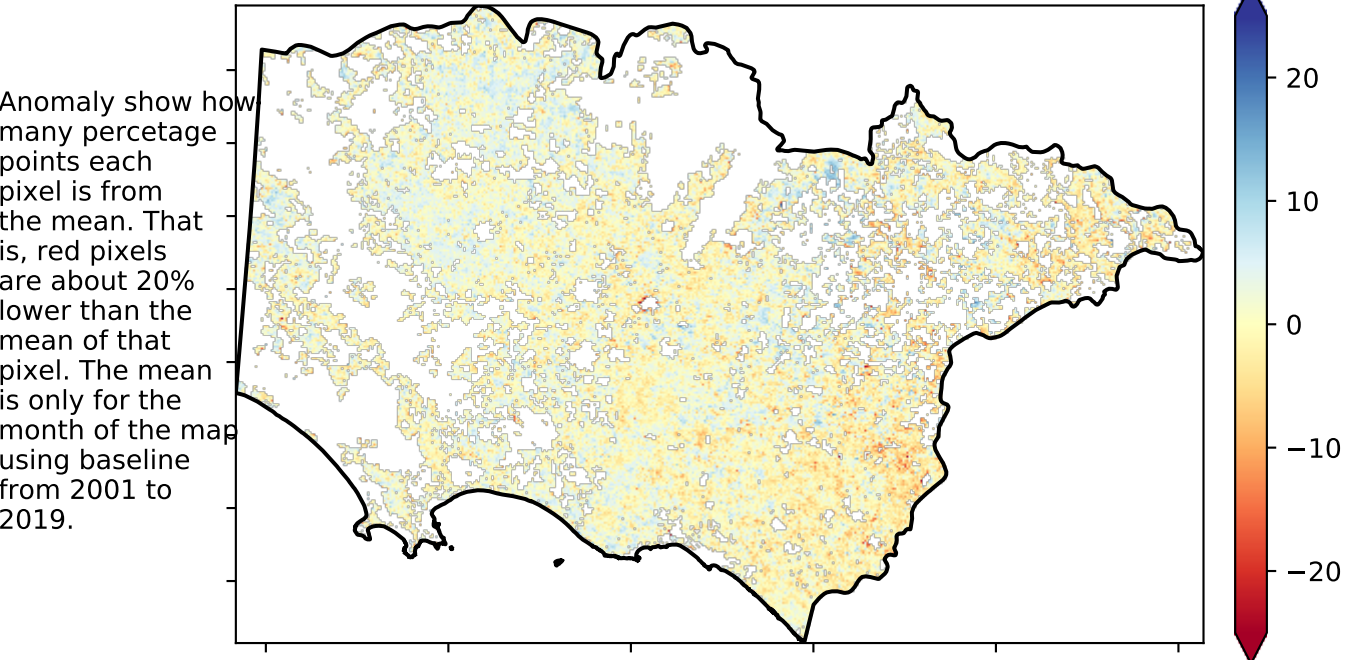 Anomaly show how
many percetage
points each
pixel is from
the mean. That
is, red pixels
are about 20%
lower than the
mean of that
pixel. The mean
is only for the
month of the map
using baseline
from 2001 to
2019.
20
10
0
−10
−20